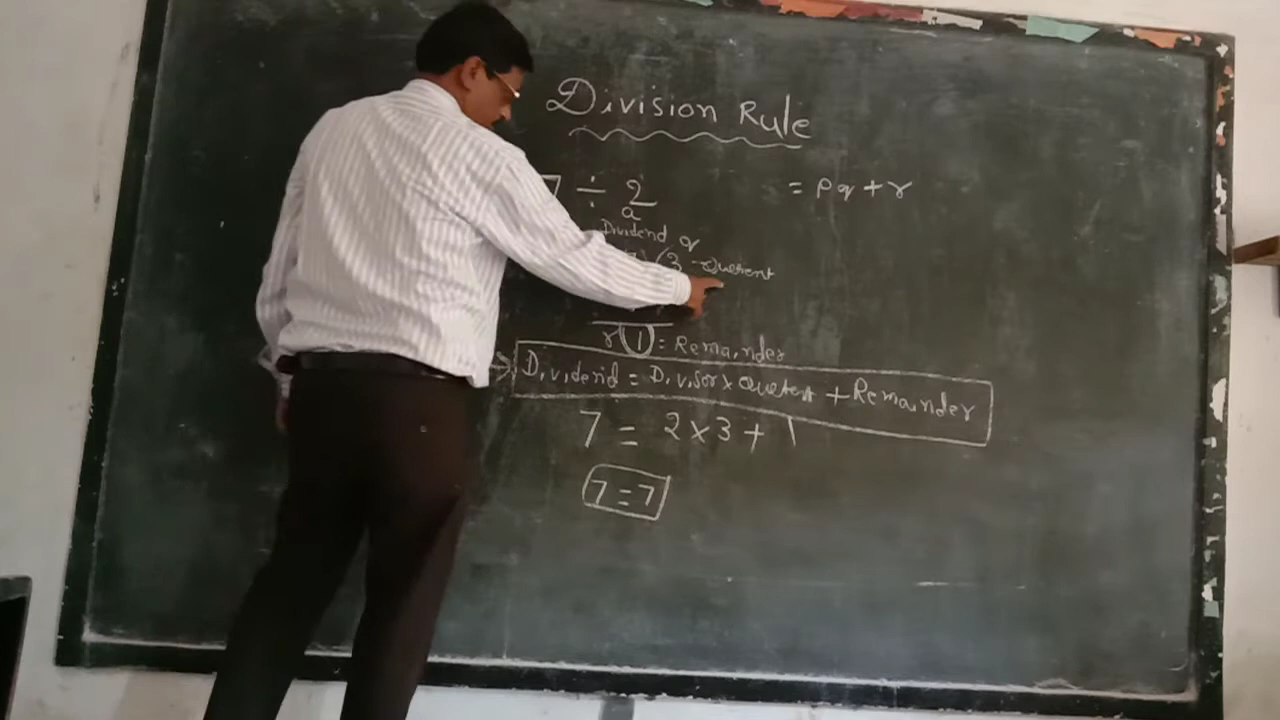 Division Rule
7 ÷ 2 = pq + r
a
Dividend q
(3 → Quotient
r 1 = Remainder
Dividend = Divisor x Quotent + Remainder
7 = 2 x 3 + 1
7 = 7